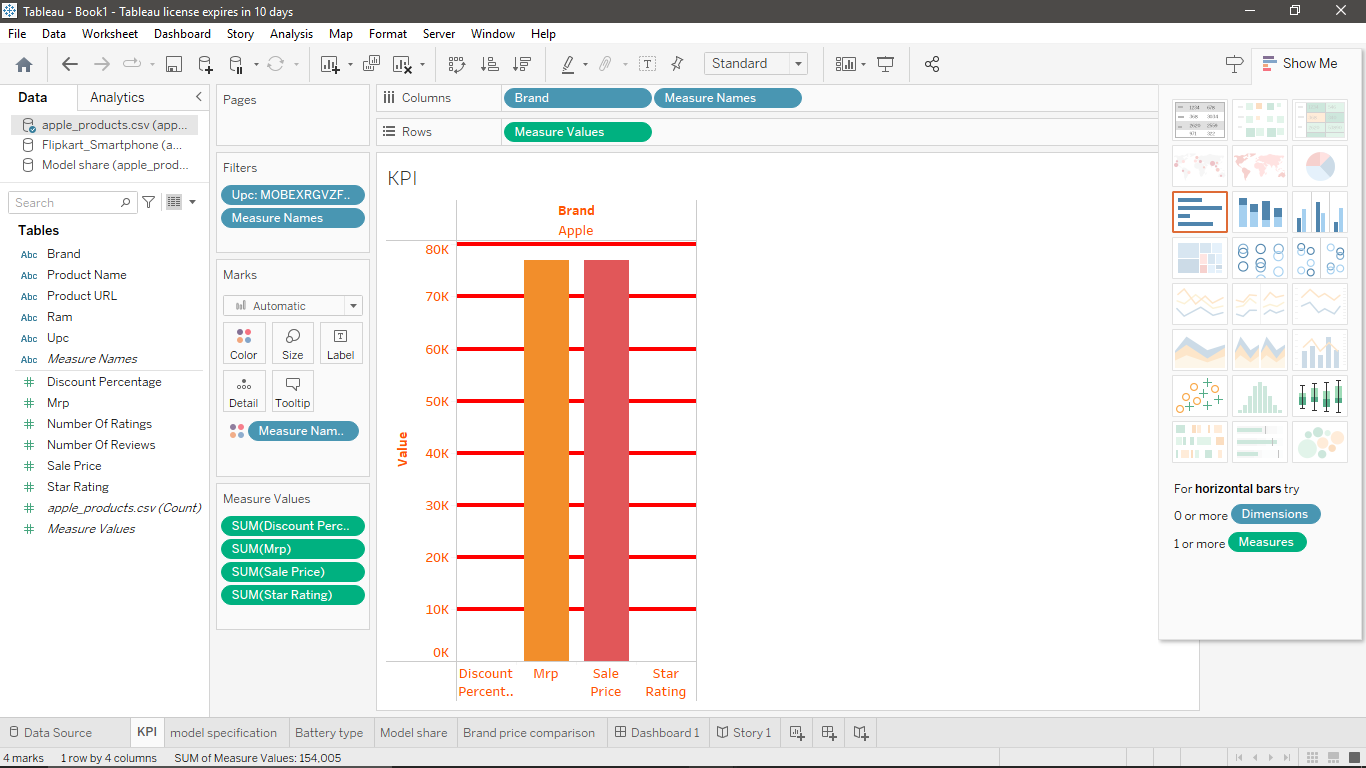 Tableau - Book1 - Tableau license expires in 10 days
File Data Worksheet Dashboard Story Analysis Map Format Server Window Help
Standard
Show Me
Data Analytics
apple_products.csv (app...
Flipkart_Smartphone (a...
Model share (apple_prod...
Search
Tables
Abc Brand
Abc Product Name
Abc Product URL
Abc Ram
Abc Upc
Abc Measure Names
Discount Percentage
Mrp
Number Of Ratings
Number Of Reviews
Sale Price
Star Rating
apple_products.csv (Count)
Measure Values
Pages
Filters
Upc: MOBEXRGVZF..
Measure Names
Marks
Automatic
Color Size Label
Detail Tooltip
Measure Nam..
Measure Values
SUM(Discount Perc..
SUM(Mrp)
SUM(Sale Price)
SUM(Star Rating)
Columns Brand Measure Names
Rows Measure Values
KPI
Brand
Apple
80K
70K
60K
50K
40K
30K
20K
10K
0K
Value
Discount Percent..
Mrp
Sale Price
Star Rating
For horizontal bars try
0 or more Dimensions
1 or more Measures
Data Source KPI model specification Battery type Model share Brand price comparison Dashboard 1 Story 1
4 marks 1 row by 4 columns SUM of Measure Values: 154,005